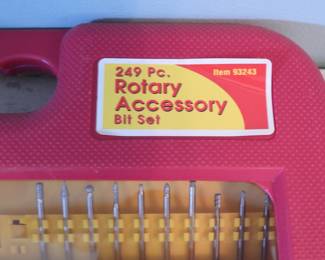 249 Pc.
Item 93243
Rotary
Accessory
Bit Set